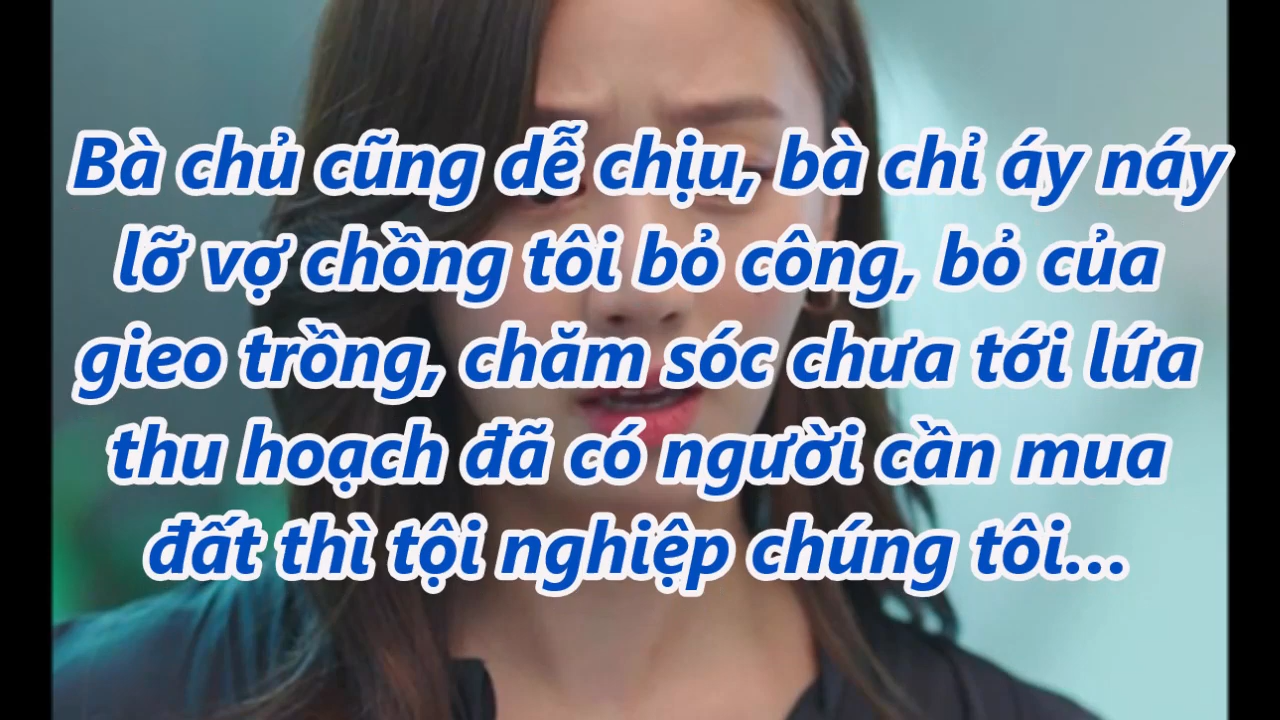 Bà chủ cũng dễ chịu, bà chỉ áy náy
lỡ vợ chồng tôi bỏ công, bỏ của
gieo trồng, chăm sóc chưa tới lứa
thu hoạch đã có người cần mua
đất thì tội nghiệp chúng tôi...